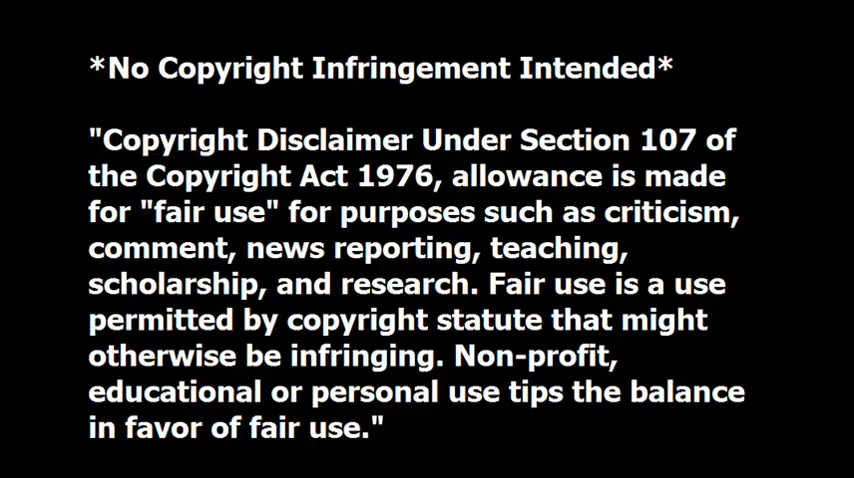 *No Copyright Infringement Intended*
"Copyright Disclaimer Under Section 107 of
the Copyright Act 1976, allowance is made
for "fair use" for purposes such as criticism,
comment, news reporting, teaching,
scholarship, and research. Fair use is a use
permitted by copyright statute that might
otherwise be infringing. Non-profit,
educational or personal use tips the balance
in favor of fair use."